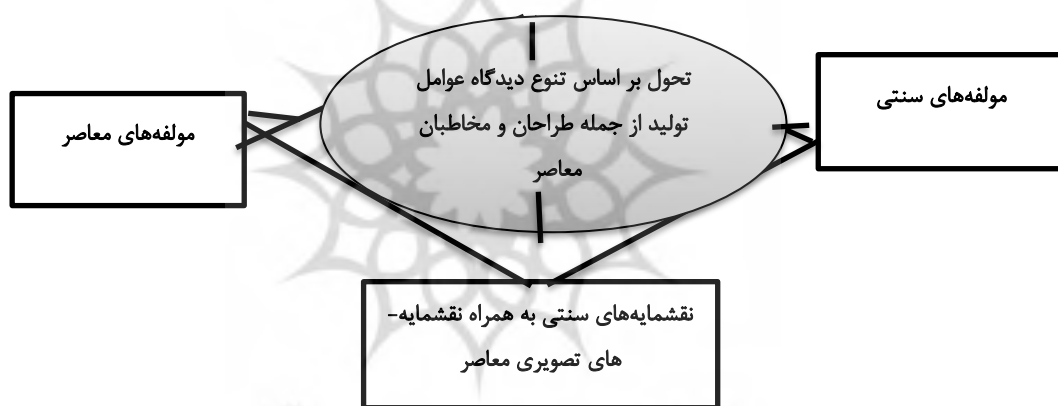 تحول بر اساس تنوع دیدگاه عوامل
تولید از جمله طراحان و مخاطبان
معاصر
مولفه‌های سنتی
مولفه‌های معاصر
نقشمایه‌های سنتی به همراه نقشمایه-
های تصویری معاصر